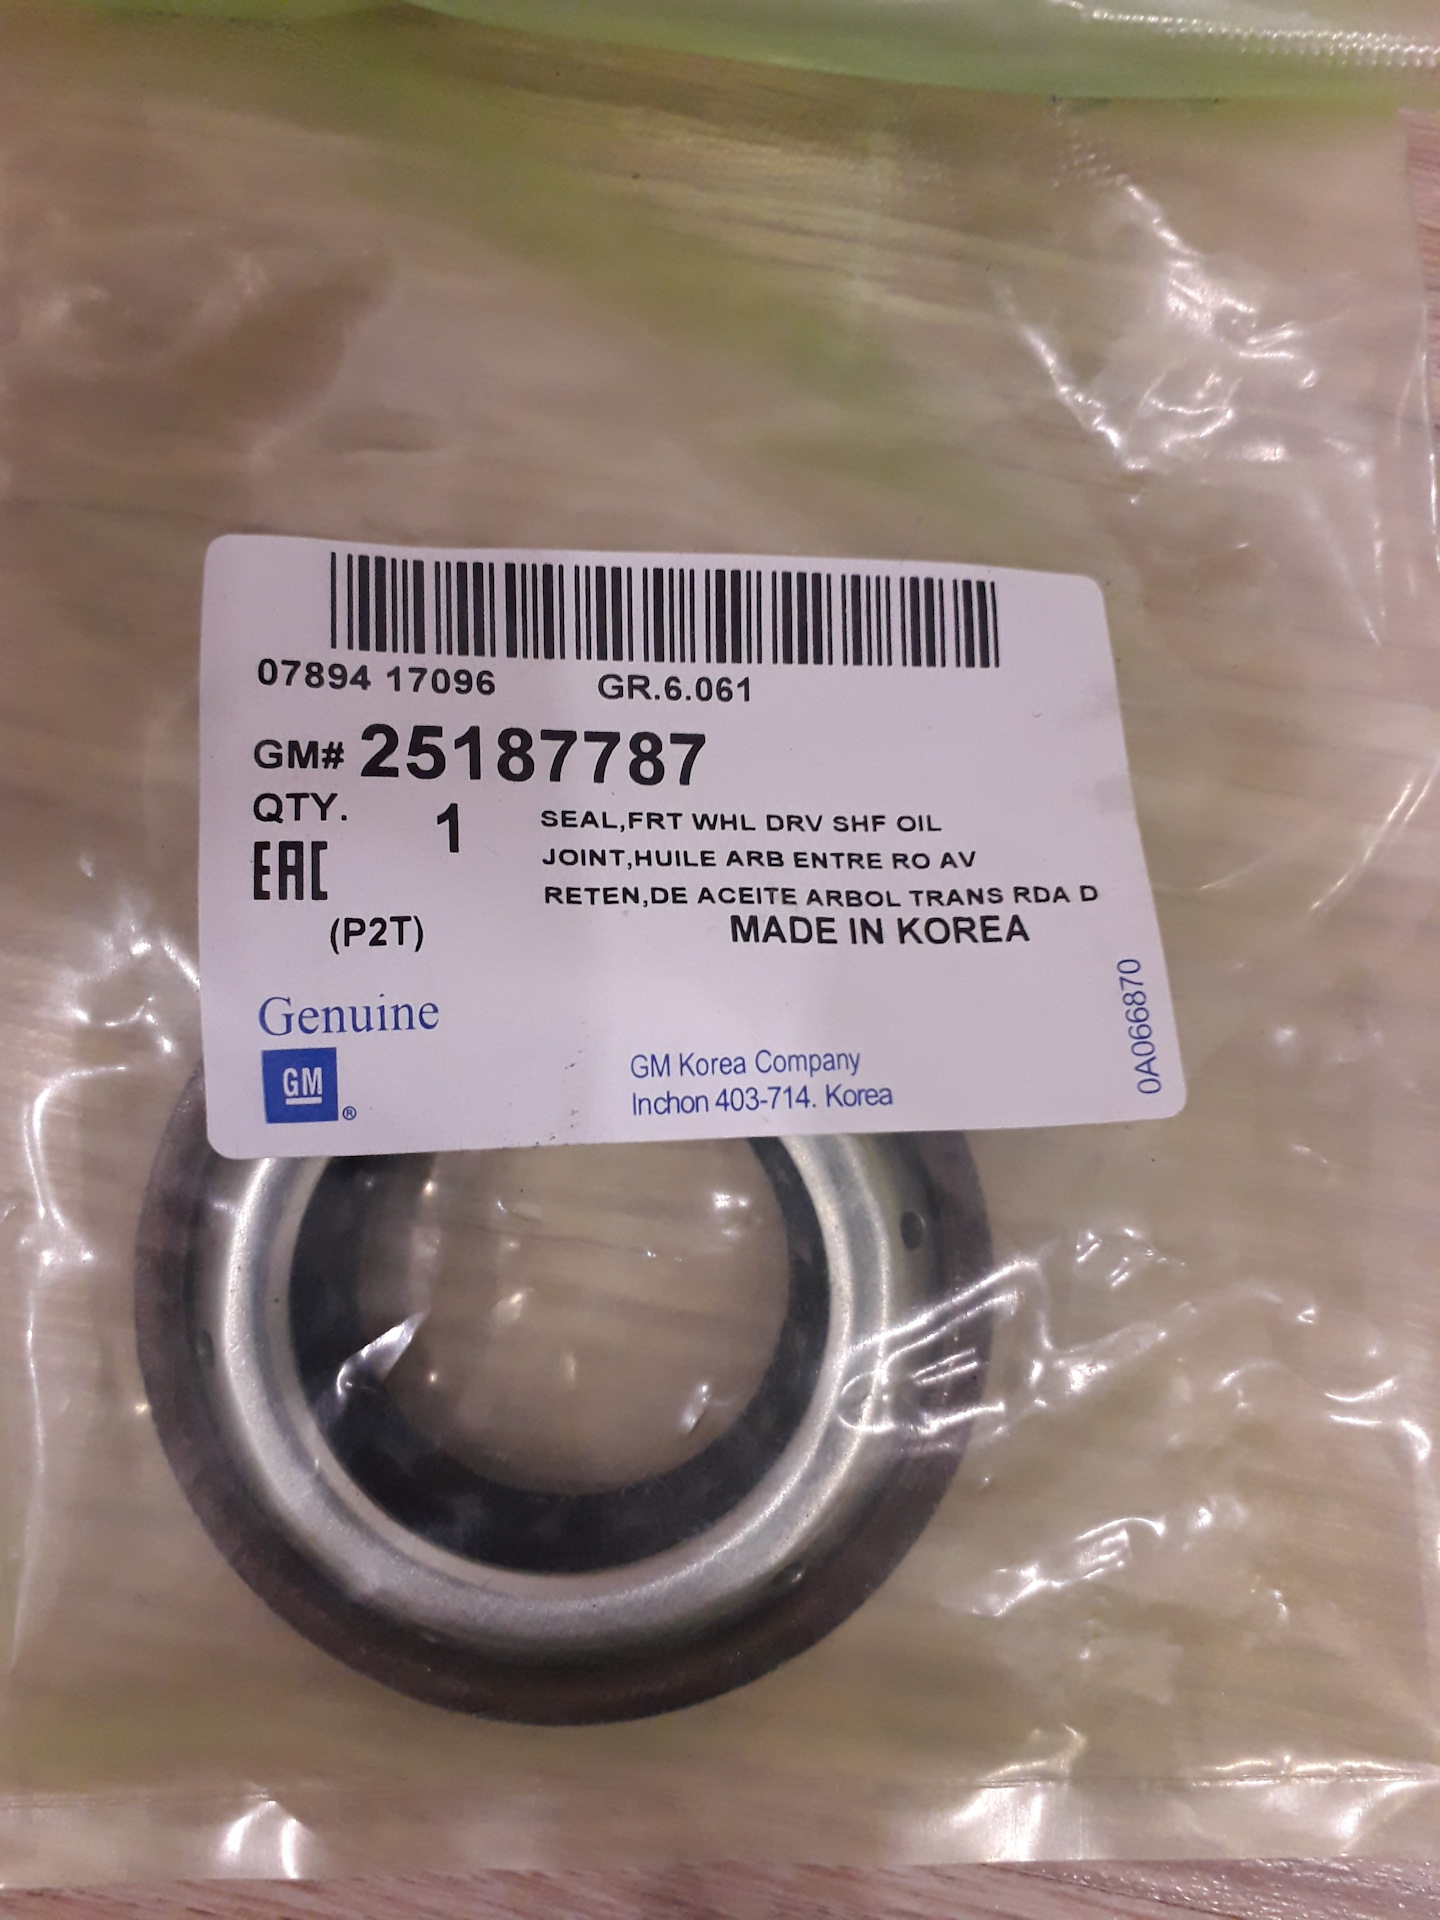 07894 17096 GR.6.061
GM# 25187787
QTY. 1
SEAL,FRT WHL DRV SHF OIL
EAC
JOINT,HUILE ARB ENTRE RO AV
RETEN,DE ACEITE ARBOL TRANS RDA D
(P2T) MADE IN KOREA
Genuine
GM ®
GM Korea Company
Inchon 403-714. Korea
0A066870